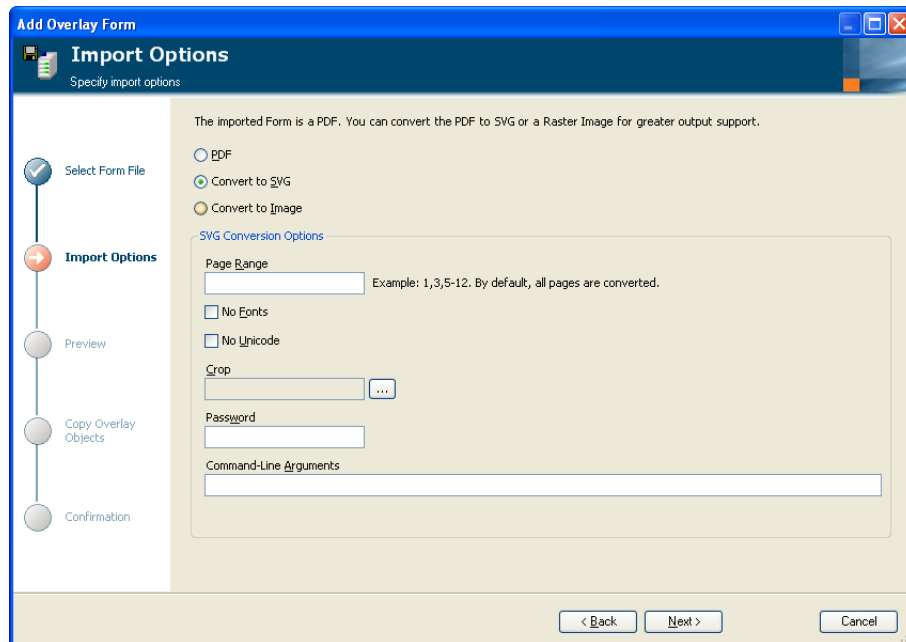 Add Overlay Form
Import Options
Specify import options
The imported Form is a PDF. You can convert the PDF to SVG or a Raster Image for greater output support.
PDF
Convert to SVG
Convert to Image
Select Form File
Import Options
Preview
Copy Overlay
Objects
Confirmation
SVG Conversion Options
Page Range
Example: 1,3,5-12. By default, all pages are converted.
No Fonts
No Unicode
Crop
...
Password
Command-Line Arguments
< Back
Next >
Cancel